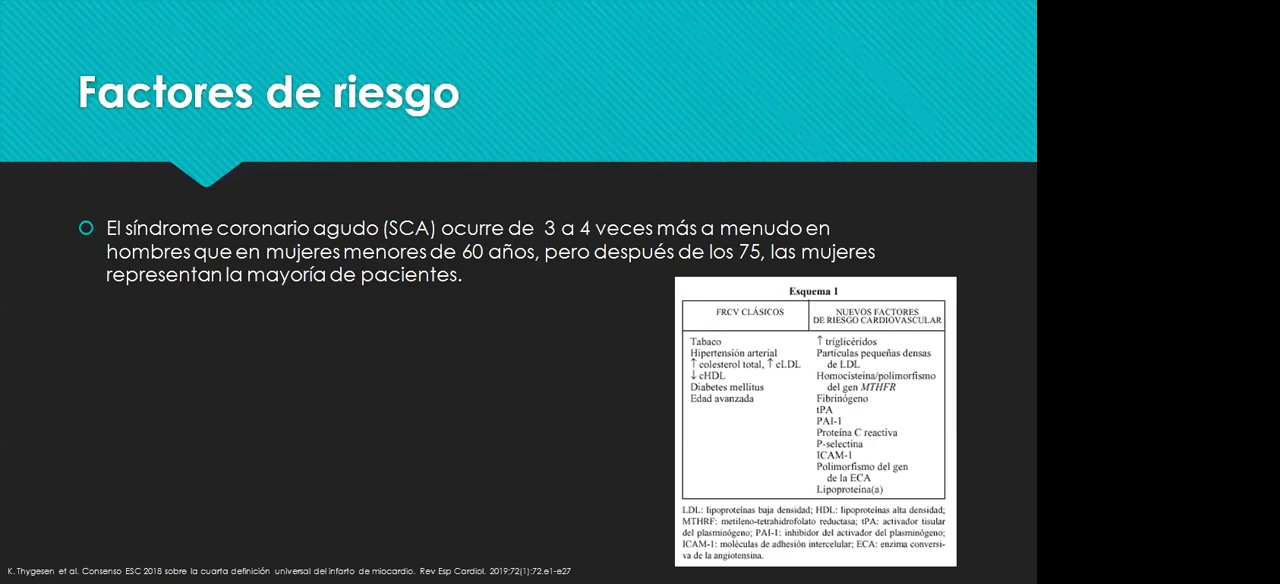 Factores de riesgo
El síndrome coronario agudo (SCA) ocurre de 3 a 4 veces más a menudo en
hombres que en mujeres menores de 60 años, pero después de los 75, las mujeres
representan la mayoría de pacientes.
Esquema 1
FRCV CLÁSICOS
Tabaco
Hipertensión arterial
↑ colesterol total, ↑ cLDL
↓ cHDL
Diabetes mellitus
Edad avanzada
NUEVOS FACTORES
DE RIESGO CARDIOVASCULAR
↑ triglicéridos
Partículas pequeñas densas
de LDL
Homocisteína/polimorfismo
del gen MTHFR
Fibrinógeno
tPA
PAI-1
Proteína C reactiva
P-selectina
ICAM-1
Polimorfismo del gen
de la ECA
Lipoproteína(a)
LDL: lipoproteínas baja densidad; HDL: lipoproteínas alta densidad;
MTHRF: metileno-tetrahidrofolato reductasa; tPA: activador tisular
del plasminógeno; PAI-1: inhibidor del activador del plasminógeno;
ICAM-1: moléculas de adhesión intercelular; ECA: enzima conversi-
va de la angiotensina.
K. Thygesen et al. Consenso ESC 2018 sobre la cuarta definición universal del infarto de miocardio. Rev Esp Cardiol. 2019;72(1):72.e1-e27